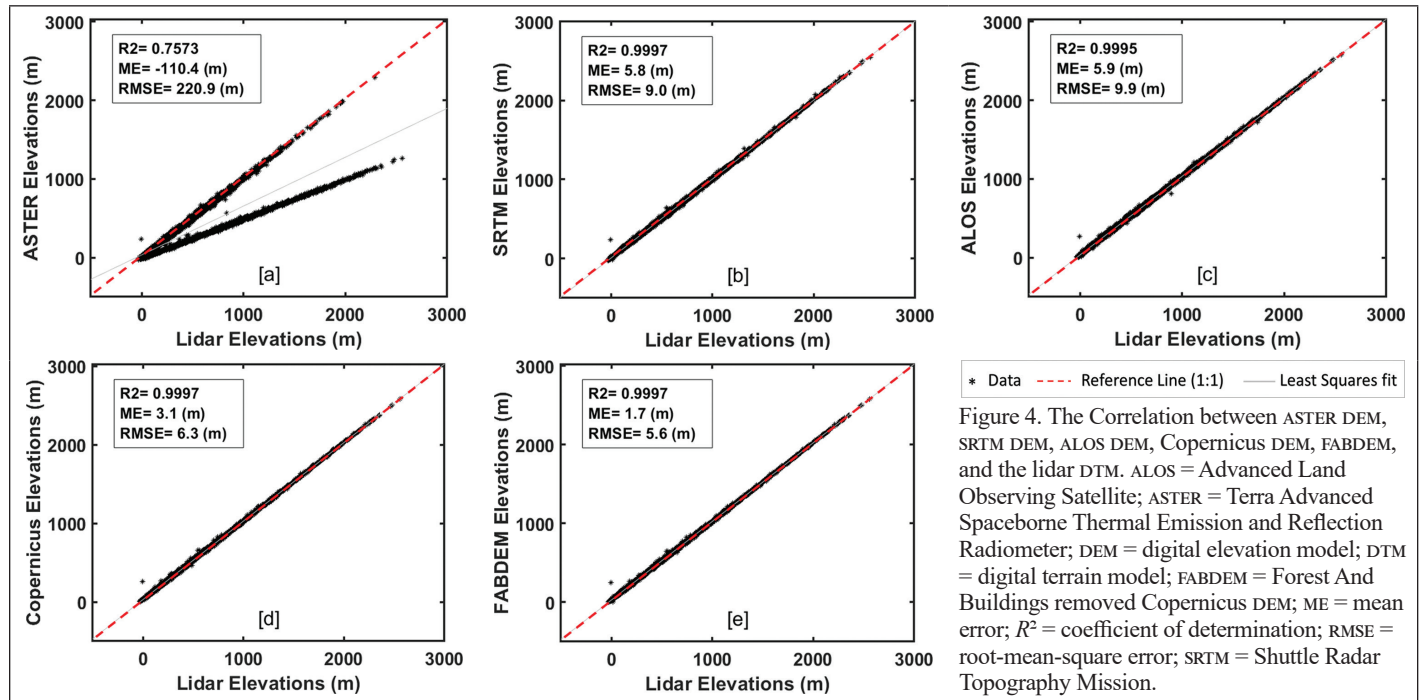 3000
2000
1000
0
ASTER Elevations (m)
R2= 0.7573
ME= -110.4 (m)
RMSE= 220.9 (m)
[a]
0 1000 2000 3000
Lidar Elevations (m)
3000
2000
1000
0
SRTM Elevations (m)
R2= 0.9997
ME= 5.8 (m)
RMSE= 9.0 (m)
[b]
0 1000 2000 3000
Lidar Elevations (m)
3000
2000
1000
0
ALOS Elevations (m)
R2= 0.9995
ME= 5.9 (m)
RMSE= 9.9 (m)
[c]
0 1000 2000 3000
Lidar Elevations (m)
3000
2000
1000
0
Copernicus Elevations (m)
R2= 0.9997
ME= 3.1 (m)
RMSE= 6.3 (m)
[d]
0 1000 2000 3000
Lidar Elevations (m)
3000
2000
1000
0
FABDEM Elevations (m)
R2= 0.9997
ME= 1.7 (m)
RMSE= 5.6 (m)
[e]
0 1000 2000 3000
Lidar Elevations (m)
* Data Reference Line (1:1) Least Squares fit
Figure 4. The Correlation between ASTER DEM,
SRTM DEM, ALOS DEM, Copernicus DEM, FABDEM,
and the lidar DTM. ALOS = Advanced Land
Observing Satellite; ASTER = Terra Advanced
Spaceborne Thermal Emission and Reflection
Radiometer; DEM = digital elevation model; DTM
= digital terrain model; FABDEM = Forest And
Buildings removed Copernicus DEM; ME = mean
error; R² = coefficient of determination; RMSE =
root-mean-square error; SRTM = Shuttle Radar
Topography Mission.